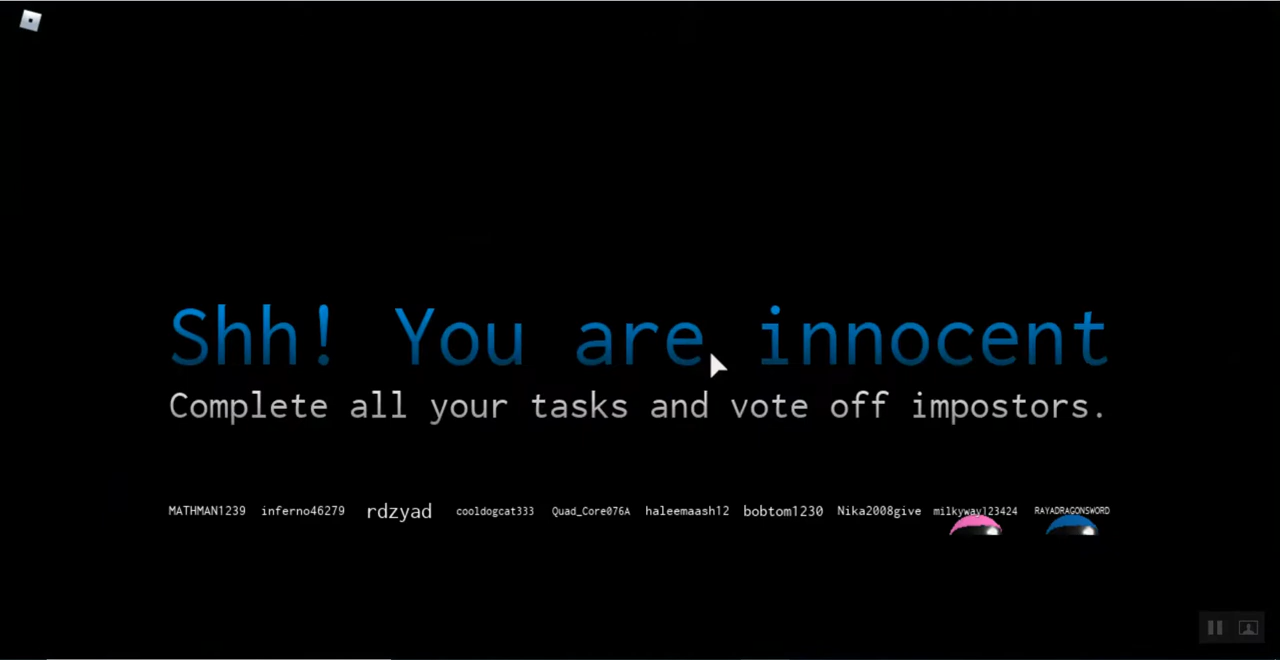 Shh! You are innocent
Complete all your tasks and vote off impostors.
MATHMAN1239 inferno46279 rdzyad cooldogcat333 Quad_Core076A haleemaash12 bobtom1230 Nika2008give milkyway123424 RAYADRAGONSWORD